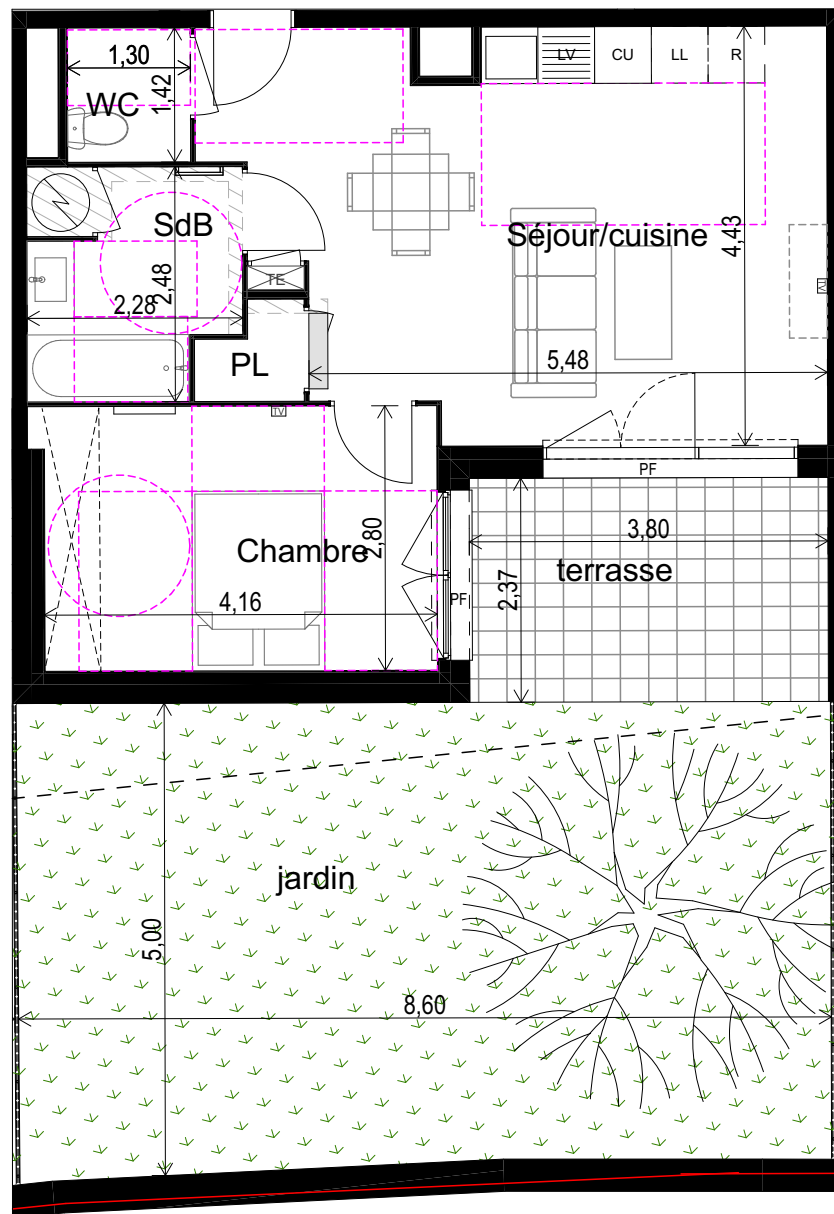 1,30
WC
1,42
LV
CU
LL
R
SdB
2,48
2,28
TE
PL
Séjour/cuisine
4,43
5,48
TV
TV
PF
Chambre
2,80
4,16
PF
3,80
terrasse
2,37
jardin
5,00
8,60